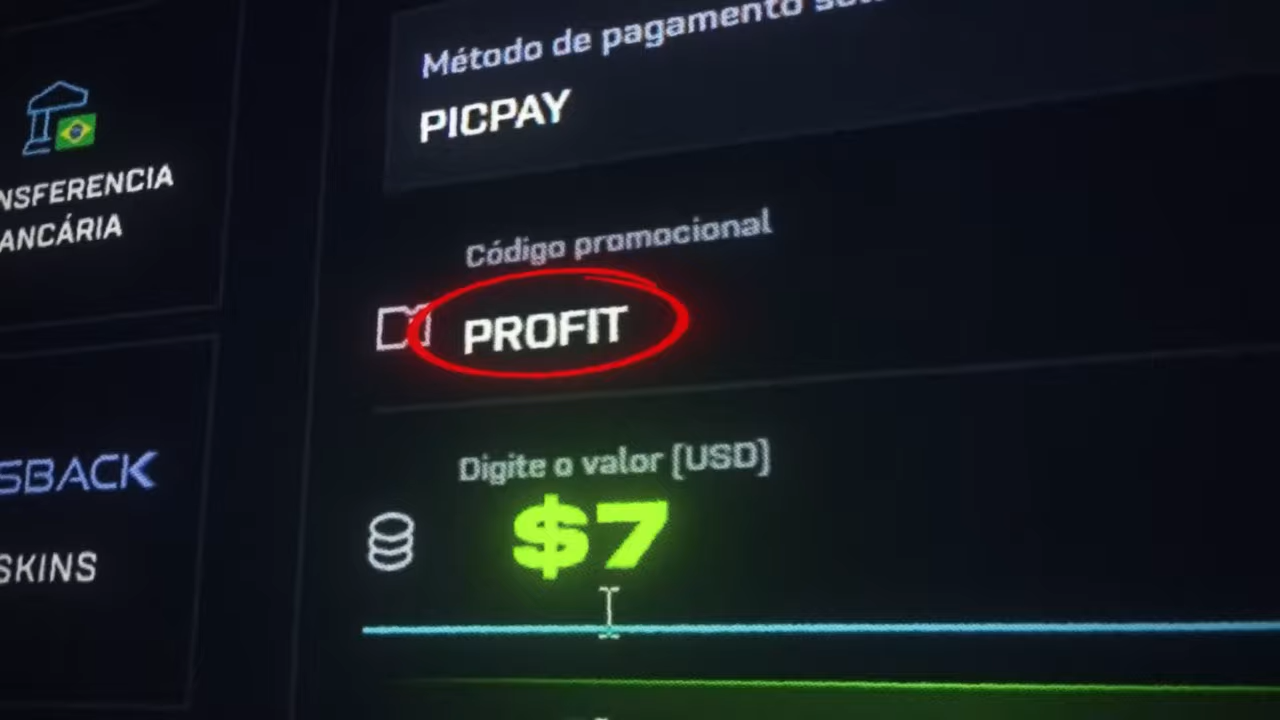 Método de pagamento
PICPAY
NSFERENCIA
ANCÁRIA
Código promocional
PROFIT
Digite o valor [USD]
$7
SBACK
SKINS